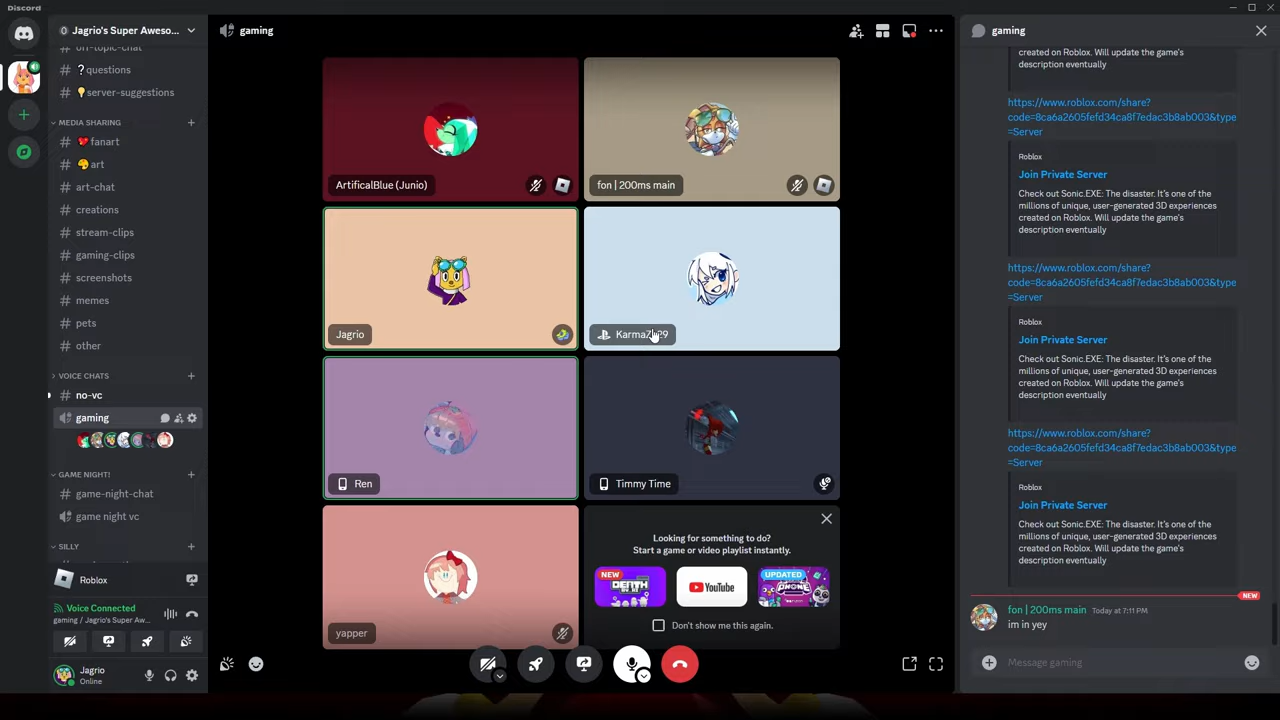 Discord
Jagrio's Super Aweso...
off-topic-chat
?questions
server-suggestions
MEDIA SHARING
fanart
art
art-chat
creations
stream-clips
gaming-clips
screenshots
memes
pets
other
VOICE CHATS
no-vc
gaming
GAME NIGHT!
game-night-chat
game night vc
SILLY
Roblox
Voice Connected
gaming / Jagrio's Super Aw...
Jagrio
Online
gaming
ArtificalBlue (Junio)
fon | 200ms main
Jagrio
Ren
Timmy Time
yapper
Looking for something to do?
Start a game or video playlist instantly.
NEW
YouTube
UPDATED
PHONE
Don't show me this again.
gaming
created on Roblox. Will update the game's
description eventually
https://www.roblox.com/share?
code=8ca6a2605fefd34ca8f7edac3b8ab003&type
=Server
Roblox
Join Private Server
Check out Sonic.EXE: The disaster. It's one of the
millions of unique, user-generated 3D experiences
created on Roblox. Will update the game's
description eventually
https://www.roblox.com/share?
code=8ca6a2605fefd34ca8f7edac3b8ab003&type
=Server
Roblox
Join Private Server
Check out Sonic.EXE: The disaster. It's one of the
millions of unique, user-generated 3D experiences
created on Roblox. Will update the game's
description eventually
https://www.roblox.com/share?
code=8ca6a2605fefd34ca8f7edac3b8ab003&type
=Server
Roblox
Join Private Server
Check out Sonic.EXE: The disaster. It's one of the
millions of unique, user-generated 3D experiences
created on Roblox. Will update the game's
description eventually
NEW
fon | 200ms main Today at 7:11 PM
im in yey
Message gaming